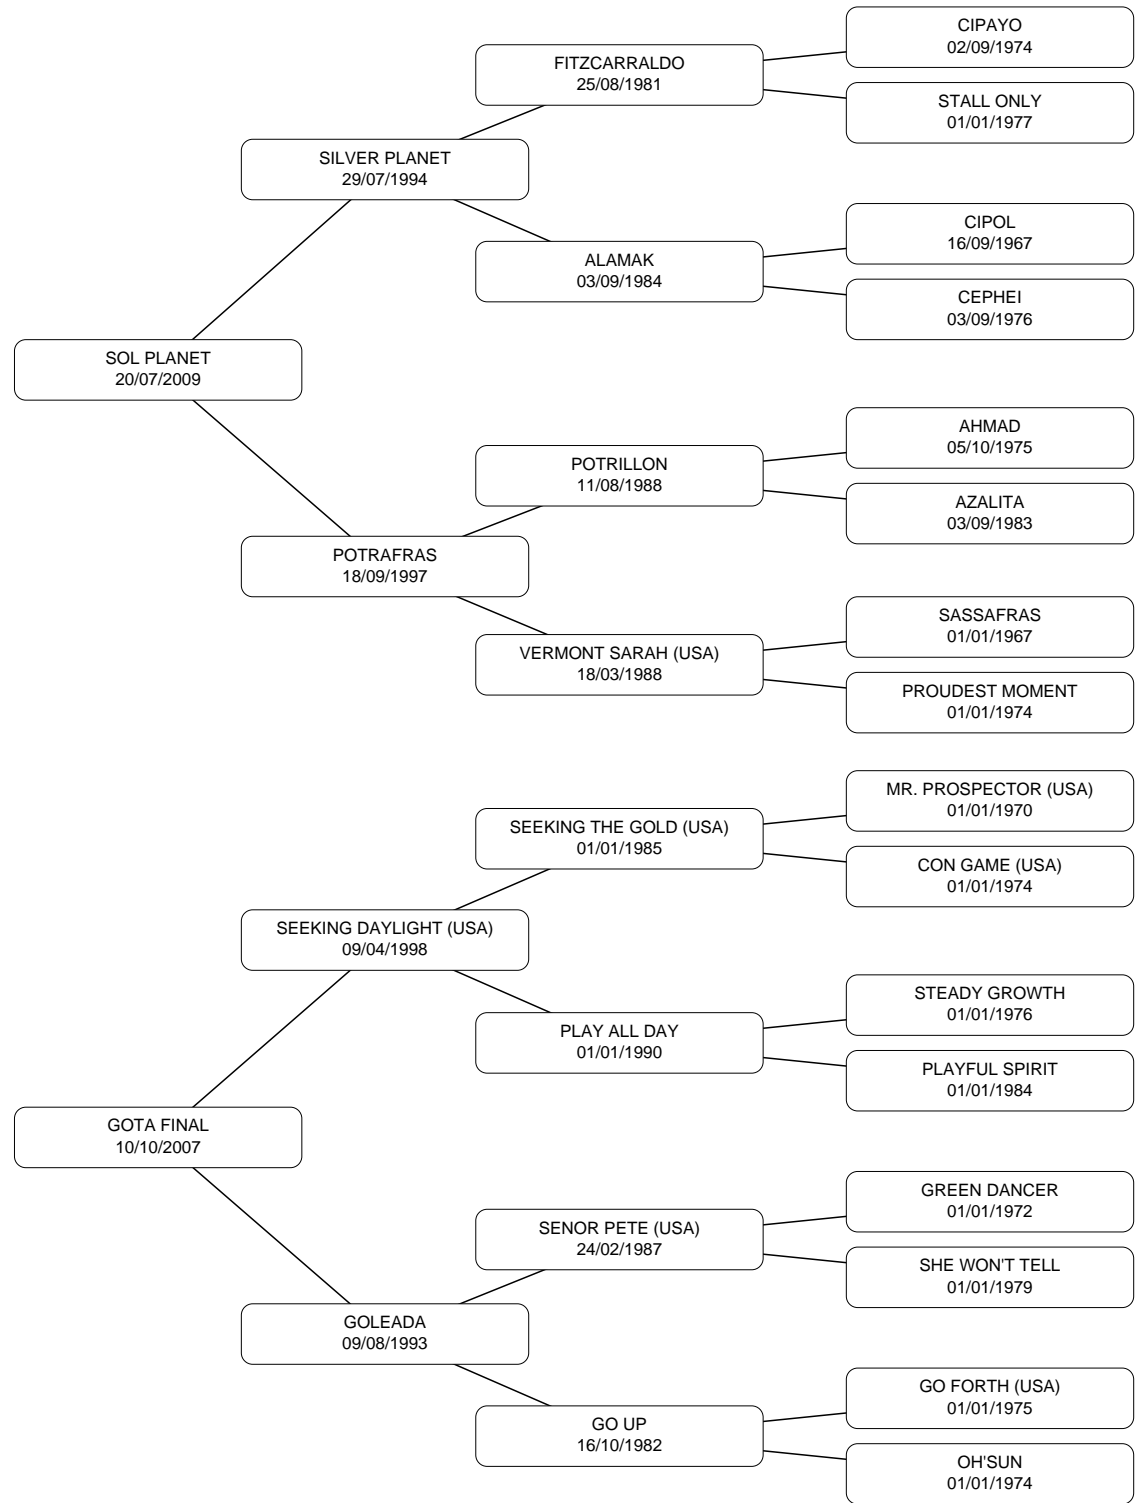 CIPAYO
02/09/1974
FITZCARRALDO
25/08/1981
STALL ONLY
01/01/1977
SILVER PLANET
29/07/1994
CIPOL
16/09/1967
ALAMAK
03/09/1984
CEPHEI
03/09/1976
SOL PLANET
20/07/2009
AHMAD
05/10/1975
POTRILLON
11/08/1988
AZALITA
03/09/1983
POTRAFRAS
18/09/1997
SASSAFRAS
01/01/1967
VERMONT SARAH (USA)
18/03/1988
PROUDEST MOMENT
01/01/1974
MR. PROSPECTOR (USA)
01/01/1970
SEEKING THE GOLD (USA)
01/01/1985
CON GAME (USA)
01/01/1974
SEEKING DAYLIGHT (USA)
09/04/1998
STEADY GROWTH
01/01/1976
PLAY ALL DAY
01/01/1990
PLAYFUL SPIRIT
01/01/1984
GOTA FINAL
10/10/2007
GREEN DANCER
01/01/1972
SENOR PETE (USA)
24/02/1987
SHE WON'T TELL
01/01/1979
GOLEADA
09/08/1993
GO FORTH (USA)
01/01/1975
GO UP
16/10/1982
OH'SUN
01/01/1974